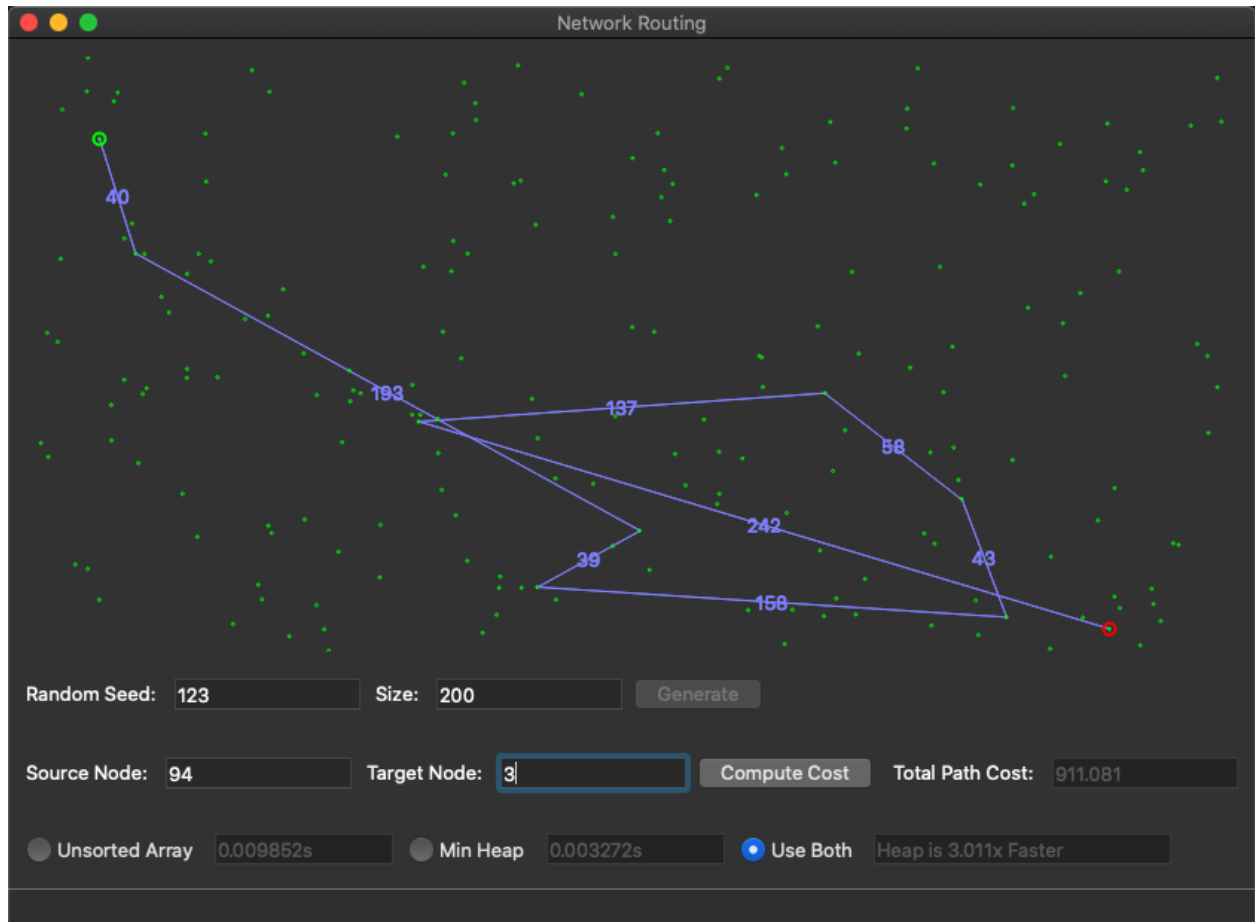 Network Routing
40
193
137
58
242
43
39
158
Random Seed: 123 Size: 200 Generate
Source Node: 94 Target Node: 3 Compute Cost Total Path Cost: 911.081
Unsorted Array 0.009852s Min Heap 0.003272s Use Both Heap is 3.011x Faster